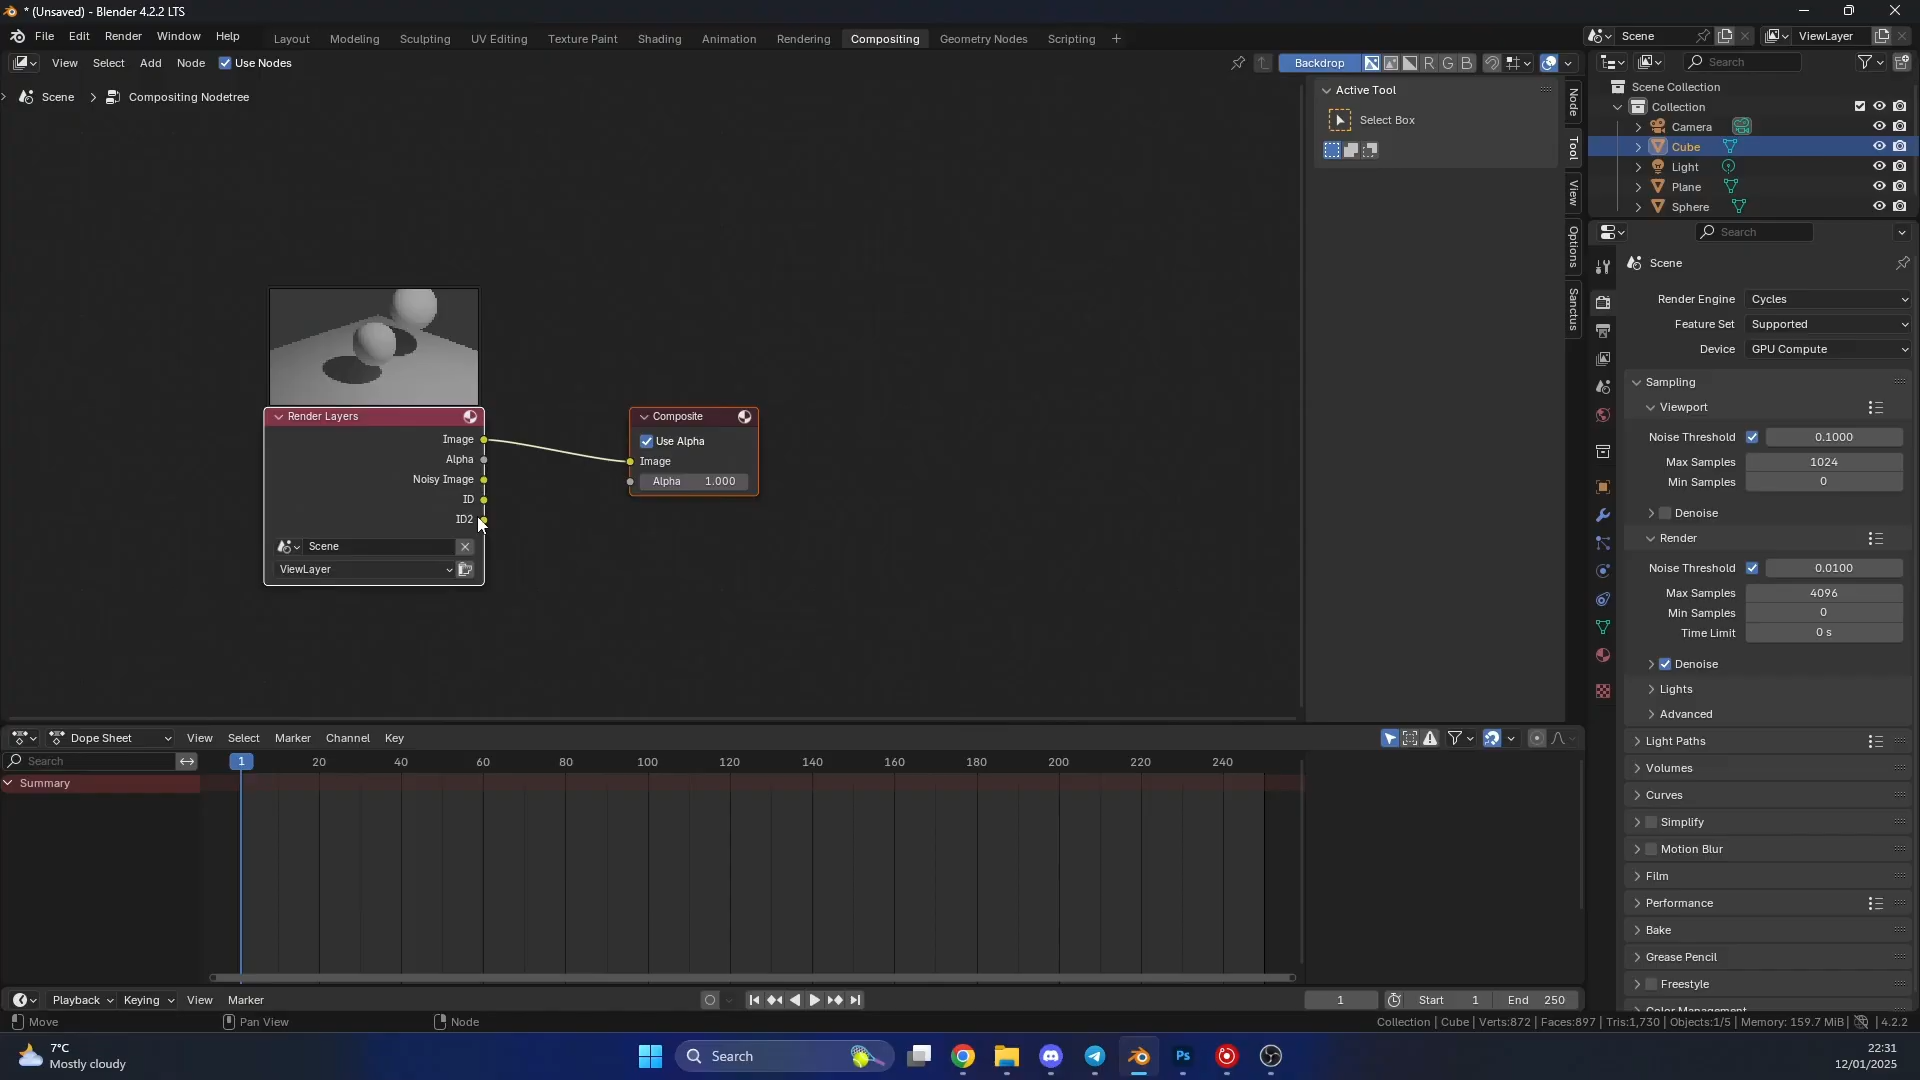 * (Unsaved) - Blender 4.2.2 LTS
File Edit Render Window Help
Layout Modeling Sculpting UV Editing Texture Paint Shading Animation Rendering Compositing Geometry Nodes Scripting +
Scene
ViewLayer
View Select Add Node Use Nodes
Backdrop
R G B
Search
Scene > Compositing Nodetree
Active Tool
Select Box
Node
Tool
View
Options
Sanctus
Scene Collection
Collection
Camera
Cube
Light
Plane
Sphere
Search
Scene
Render Engine Cycles
Feature Set Supported
Device GPU Compute
Sampling
Viewport
Noise Threshold 0.1000
Max Samples 1024
Min Samples 0
Denoise
Render
Noise Threshold 0.0100
Max Samples 4096
Min Samples 0
Time Limit 0 s
Denoise
Lights
Advanced
Light Paths
Volumes
Curves
Simplify
Motion Blur
Film
Performance
Bake
Grease Pencil
Freestyle
Render Layers
Image
Alpha
Noisy Image
ID
ID2
Scene
ViewLayer
Composite
Use Alpha
Image
Alpha 1.000
Dope Sheet View Select Marker Channel Key
Search
1 20 40 60 80 100 120 140 160 180 200 220 240
Summary
Playback Keying View Marker
1 Start 1 End 250
Move Pan View Node
Collection | Cube | Verts:872 | Faces:897 | Tris:1,730 | Objects:1/5 | Memory: 159.7 MiB | 4.2.2
7°C
Mostly cloudy
Search
Ps
22:31
12/01/2025